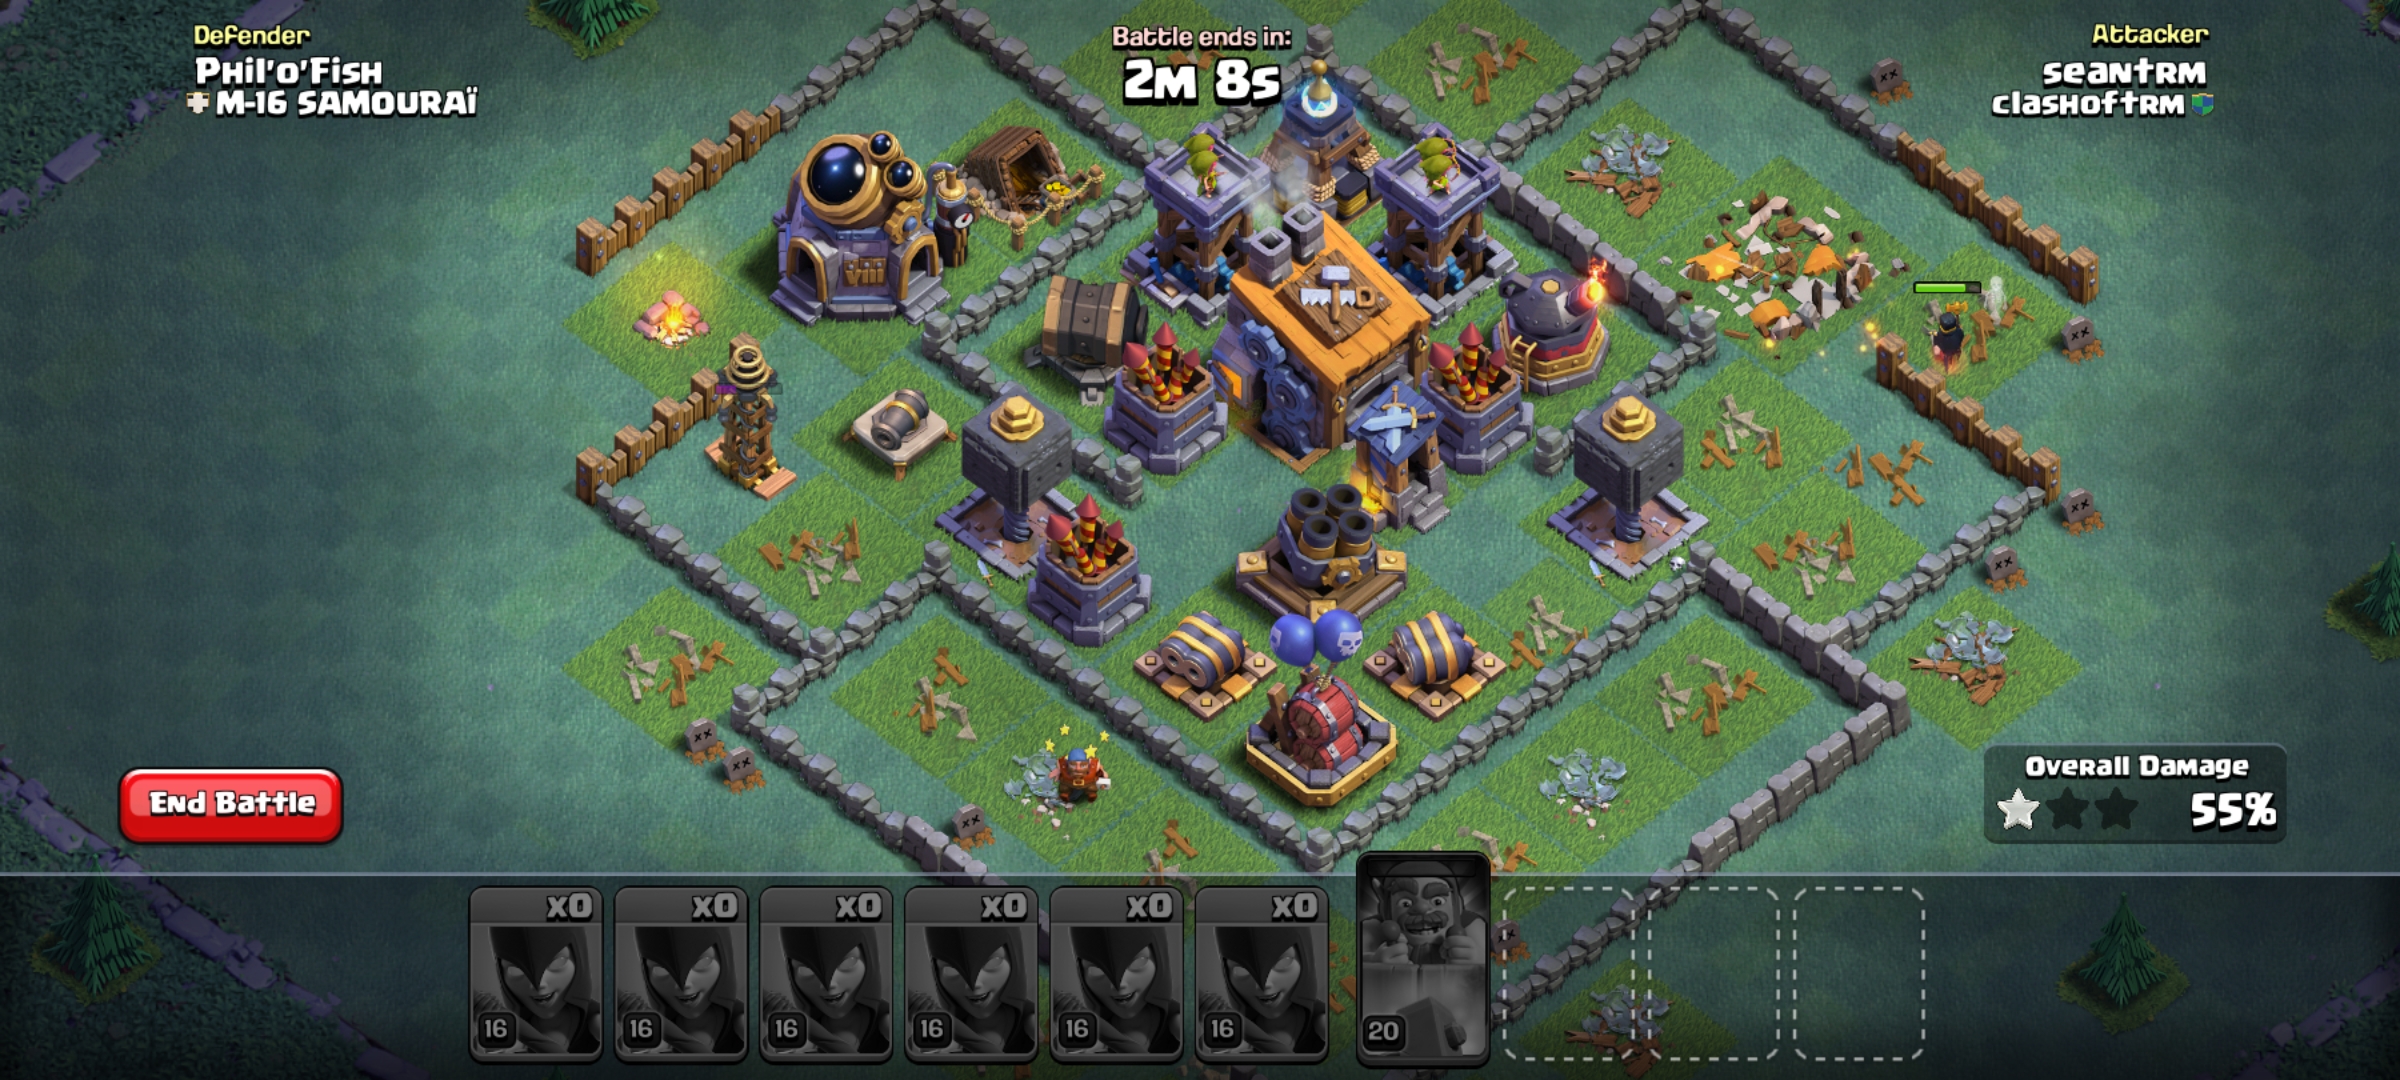 Defender
Phil'o'Fish
M-16 SAMOURAÏ
Battle ends in:
2M 8s
Attacker
seantrm
clashoftrm
VIII
End Battle
Overall Damage
55%
x0 x0 x0 x0 x0 x0
16 16 16 16 16 16 20